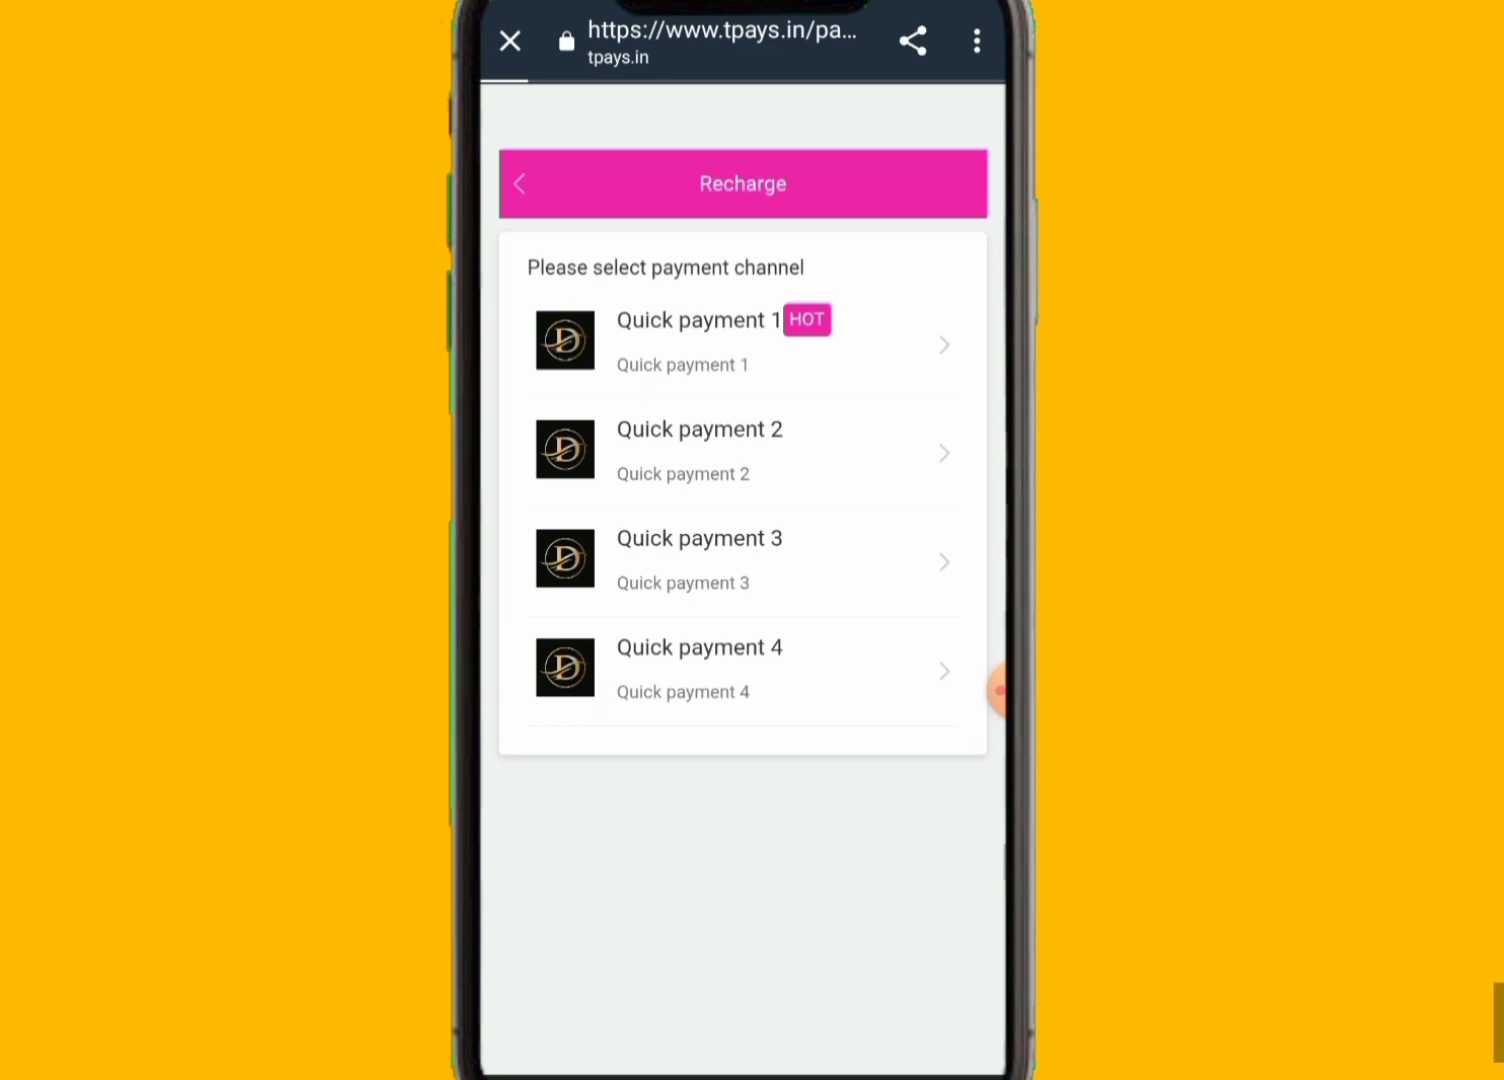 https://www.tpays.in/pa...
tpays.in
Recharge
Please select payment channel
Quick payment 1 HOT
Quick payment 1
Quick payment 2
Quick payment 2
Quick payment 3
Quick payment 3
Quick payment 4
Quick payment 4